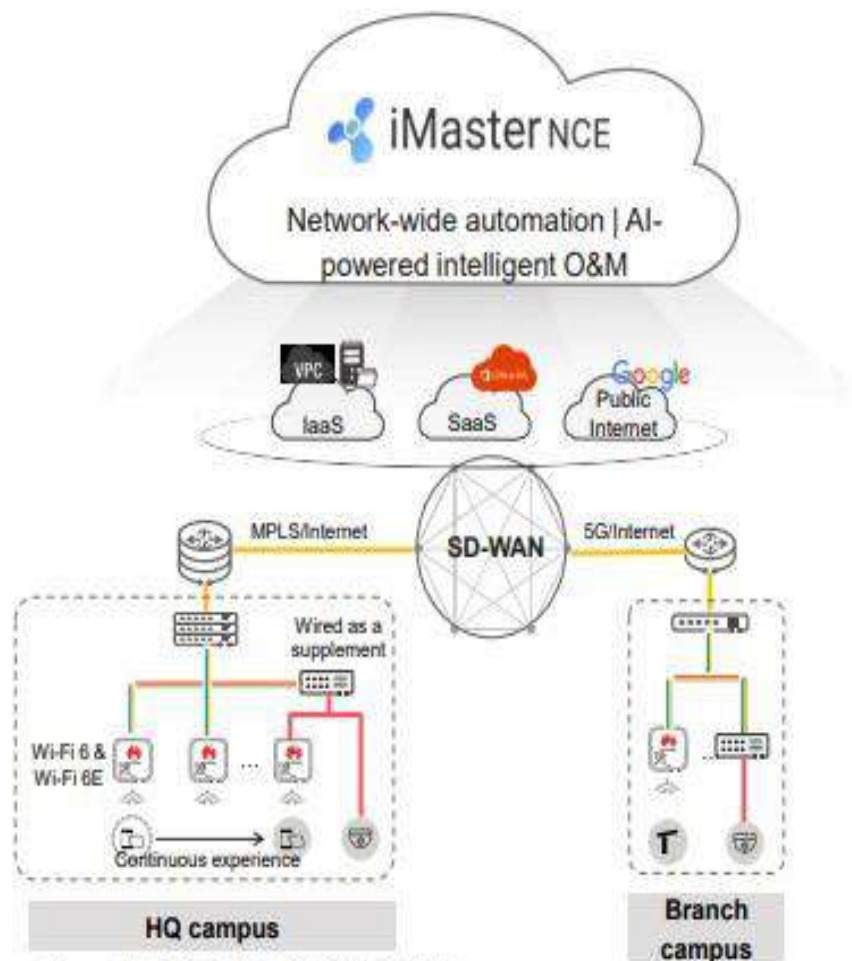 iMaster NCE
Network-wide automation | AI-
powered intelligent O&M
VPC
IaaS
SaaS
Google
Public
Internet
MPLS/Internet
SD-WAN
5G/Internet
Wired as a
supplement
Wi-Fi 6 &
Wi-Fi 6E
...
Continuous experience
HQ campus
Branch
campus